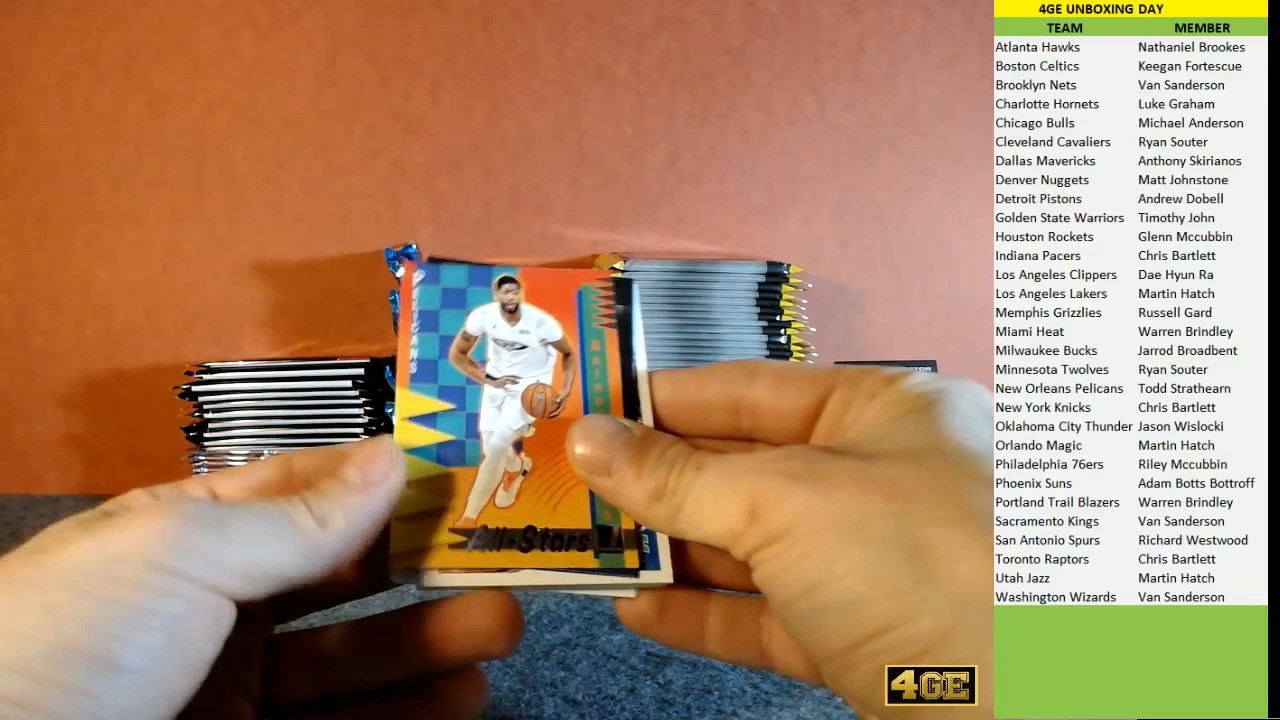 4GE UNBOXING DAY
TEAM MEMBER
Atlanta Hawks Nathaniel Brookes
Boston Celtics Keegan Fortescue
Brooklyn Nets Van Sanderson
Charlotte Hornets Luke Graham
Chicago Bulls Michael Anderson
Cleveland Cavaliers Ryan Souter
Dallas Mavericks Anthony Skirianos
Denver Nuggets Matt Johnstone
Detroit Pistons Andrew Dobell
Golden State Warriors Timothy John
Houston Rockets Glenn Mccubbin
Indiana Pacers Chris Bartlett
Los Angeles Clippers Dae Hyun Ra
Los Angeles Lakers Martin Hatch
Memphis Grizzlies Russell Gard
Miami Heat Warren Brindley
Milwaukee Bucks Jarrod Broadbent
Minnesota Twolves Ryan Souter
New Orleans Pelicans Todd Strathearn
New York Knicks Chris Bartlett
Oklahoma City Thunder Jason Wislocki
Orlando Magic Martin Hatch
Philadelphia 76ers Riley Mccubbin
Phoenix Suns Adam Botts Bottroff
Portland Trail Blazers Warren Brindley
Sacramento Kings Van Sanderson
San Antonio Spurs Richard Westwood
Toronto Raptors Chris Bartlett
Utah Jazz Martin Hatch
Washington Wizards Van Sanderson
All-Stars
4GE